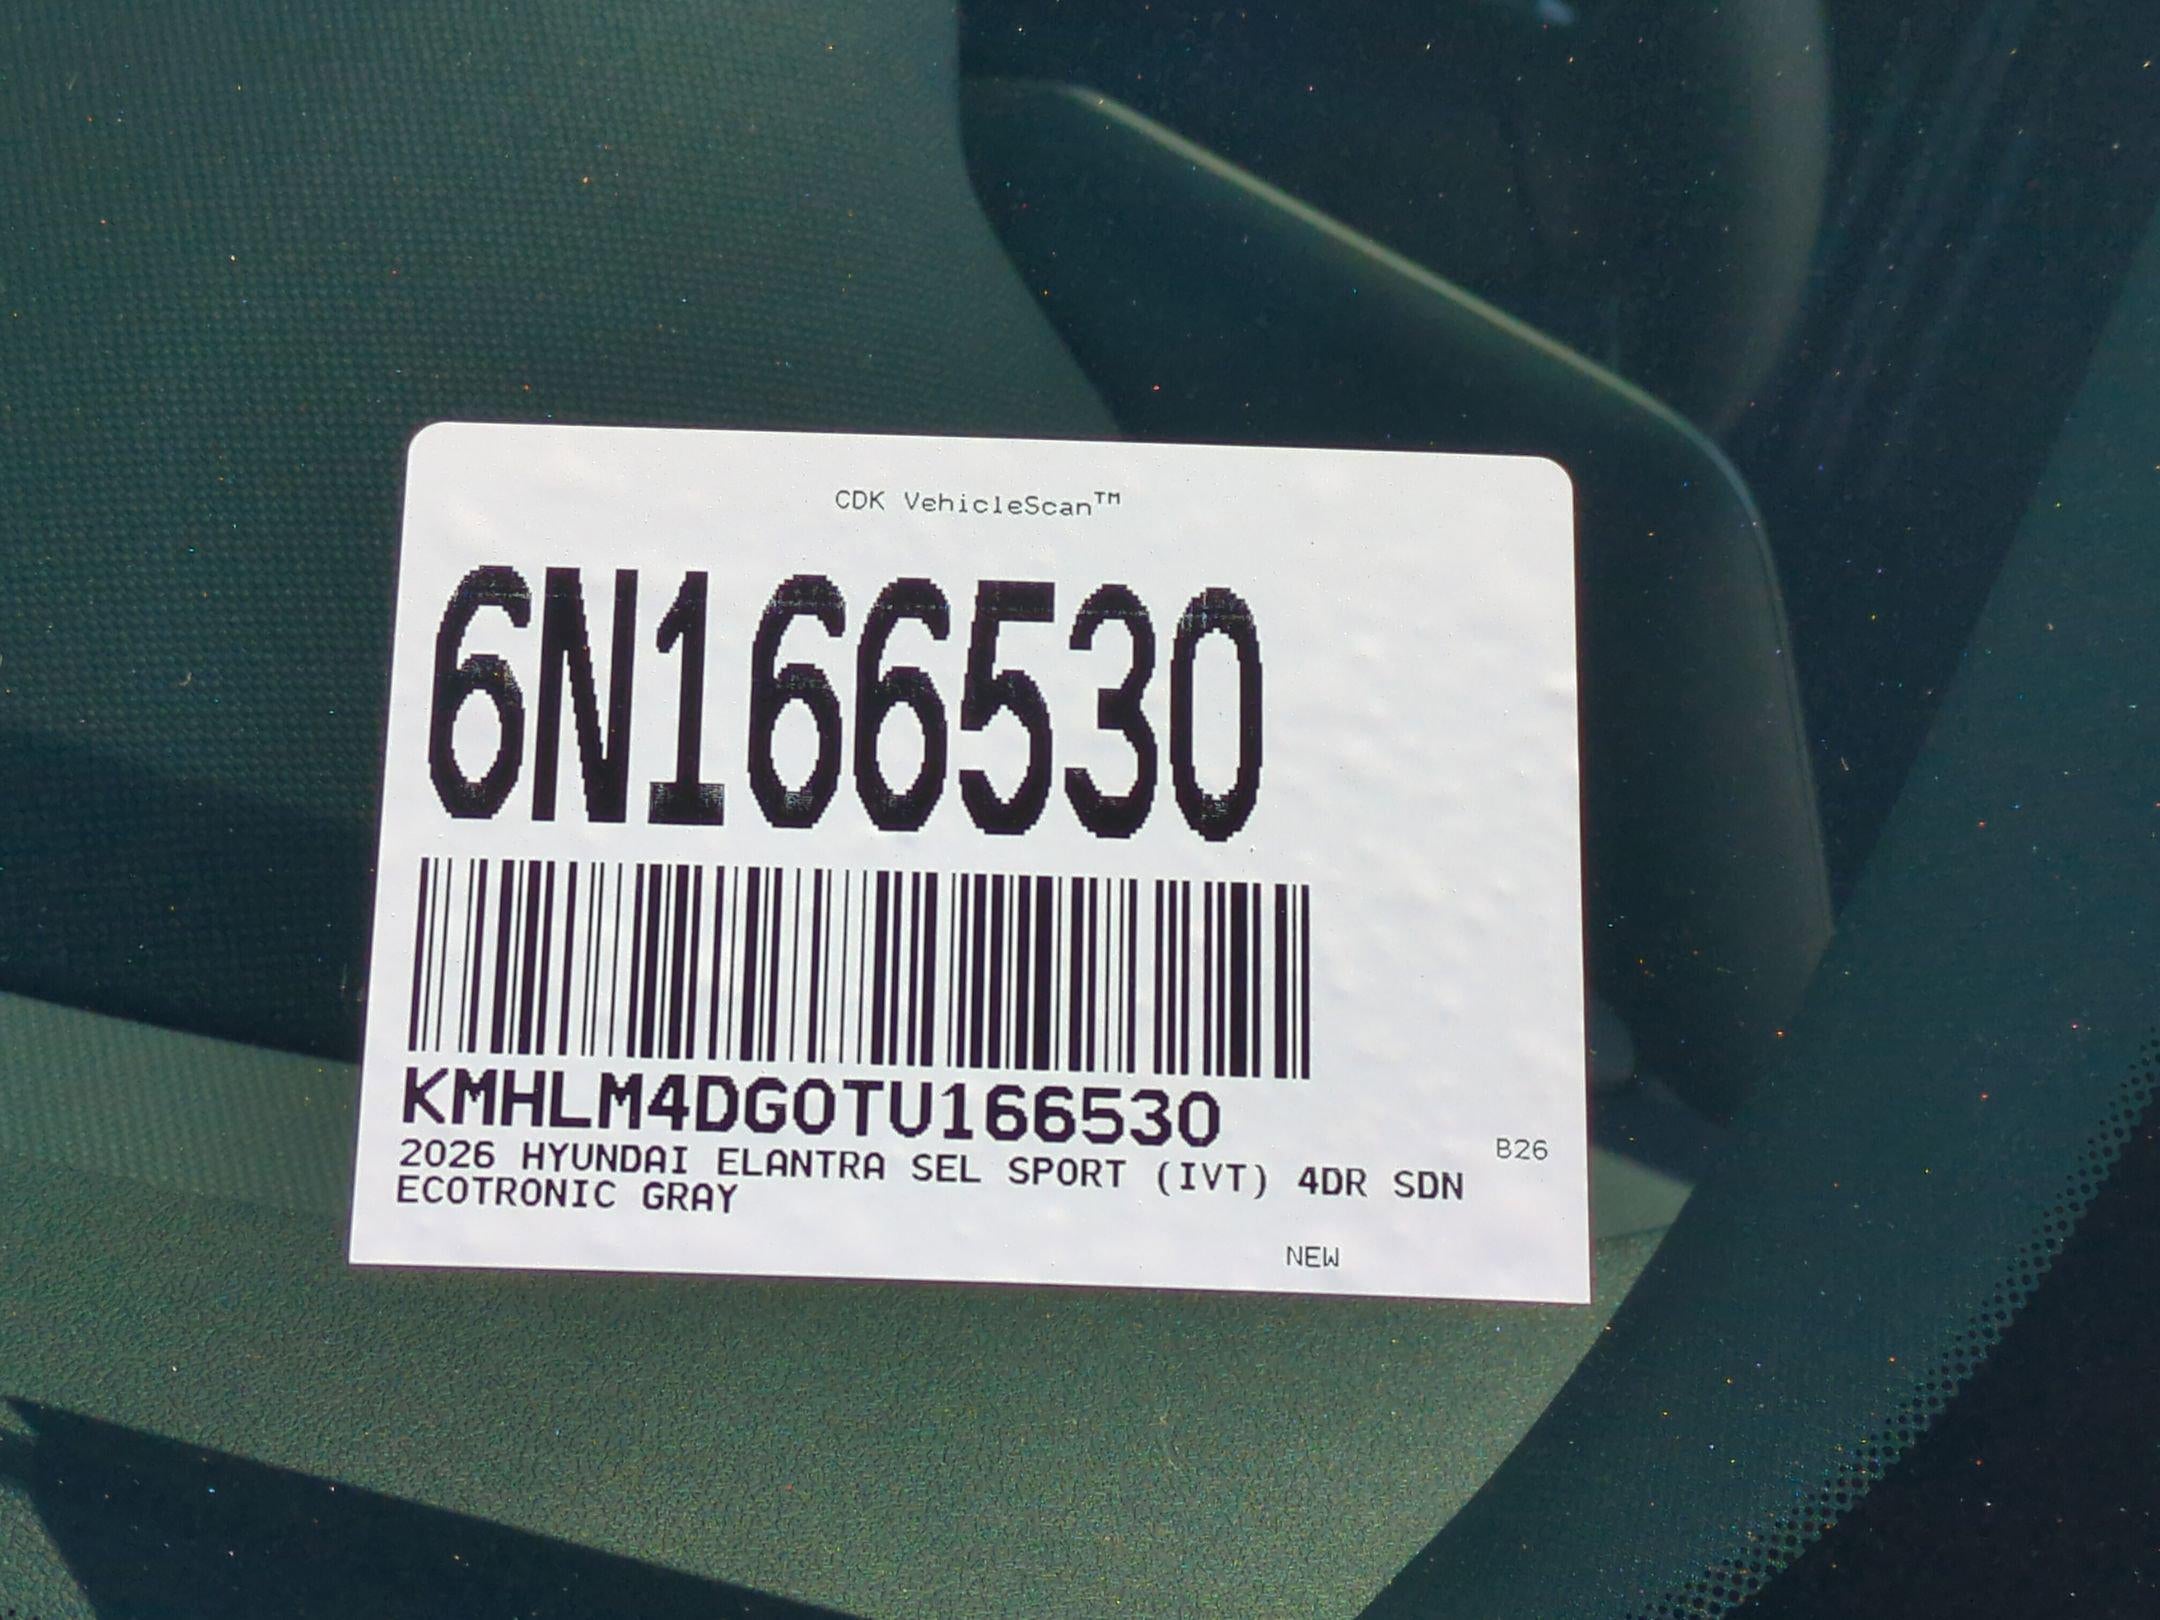 CDK VehicleScan™
6N166530
KMHLM4DG0TU166530
2026 HYUNDAI ELANTRA SEL SPORT (IVT) 4DR SDN
ECOTRONIC GRAY
B26
NEW